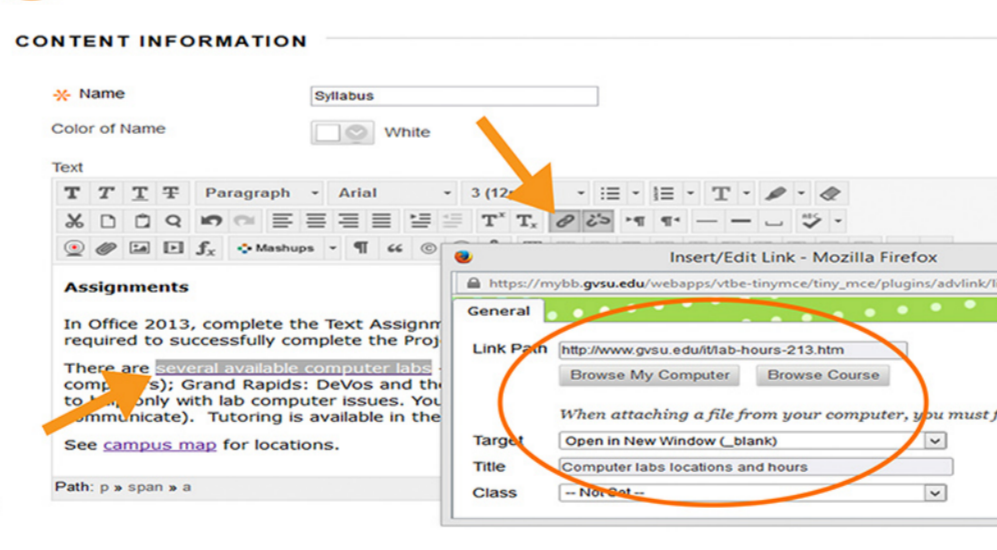 CONTENT INFORMATION
Name
Syllabus
Color of Name
White
Text
T T T T Paragraph Arial 3 (12
Mashups
Insert/Edit Link - Mozilla Firefox
https://mybb.gvsu.edu/webapps/vtbe-tinymce/tiny_mce/plugins/advlink/li
General
Assignments
In Office 2013, complete the Text Assignm
required to successfully complete the Proj
There are several available computer labs
Grand Rapids: DeVos and the
only with lab computer issues. You
Tutoring is available in the
See campus map for locations.
Path: p » span » a
Link Path http://www.gvsu.edu/it/lab-hours-213.htm
Browse My Computer Browse Course
When attaching a file from your computer, you must f
Target Open in New Window (_blank)
Title Computer labs locations and hours
Class -- Not Set --